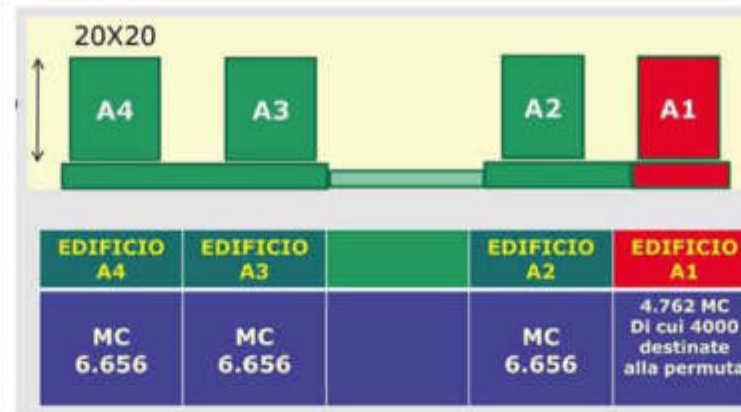 20X20
A4
A3
A2
A1
EDIFICIO
A4
EDIFICIO
A3
EDIFICIO
A2
EDIFICIO
A1
MC
6.656
MC
6.656
MC
6.656
4.762 MC
Di cui 4000
destinate
alla permuta